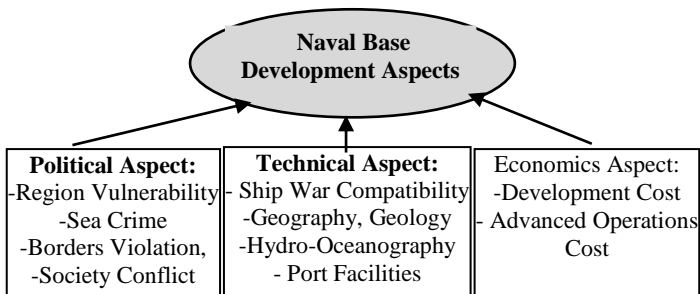 Naval Base
Development Aspects
Political Aspect:
-Region Vulnerability
-Sea Crime
-Borders Violation,
-Society Conflict
Technical Aspect:
- Ship War Compatibility
-Geography, Geology
-Hydro-Oceanography
- Port Facilities
Economics Aspect:
-Development Cost
- Advanced Operations
Cost